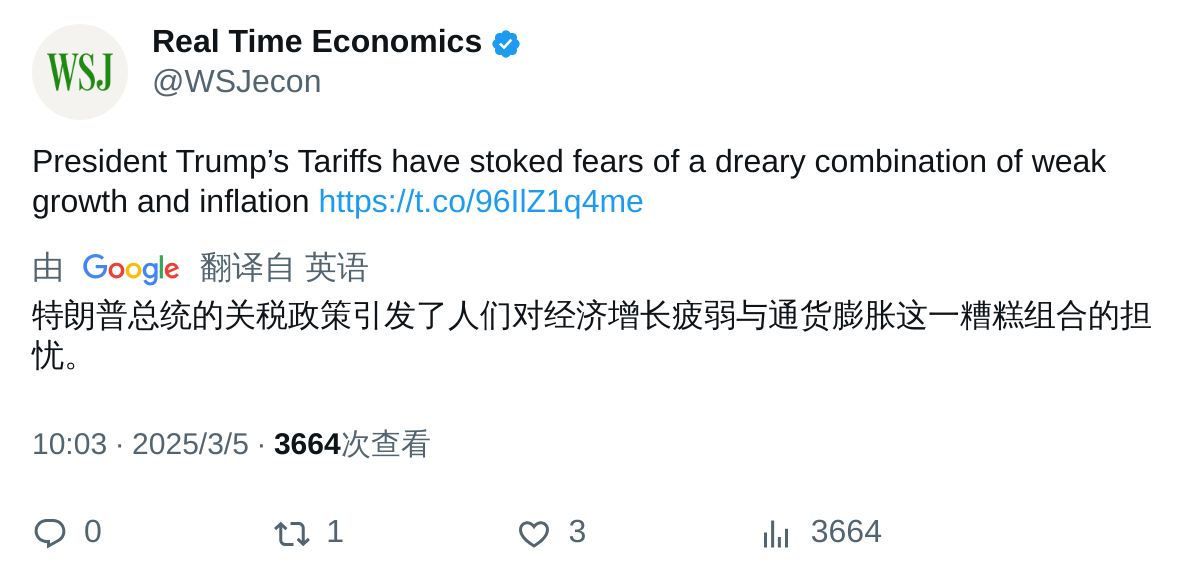 WSJ
Real Time Economics
@WSJecon
President Trump’s Tariffs have stoked fears of a dreary combination of weak
growth and inflation https://t.co/96IlZ1q4me
由 Google 翻译自 英语
特朗普总统的关税政策引发了人们对经济增长疲弱与通货膨胀这一糟糕组合的担
忧。
10:03 · 2025/3/5 · 3664次查看
0 1 3 3664